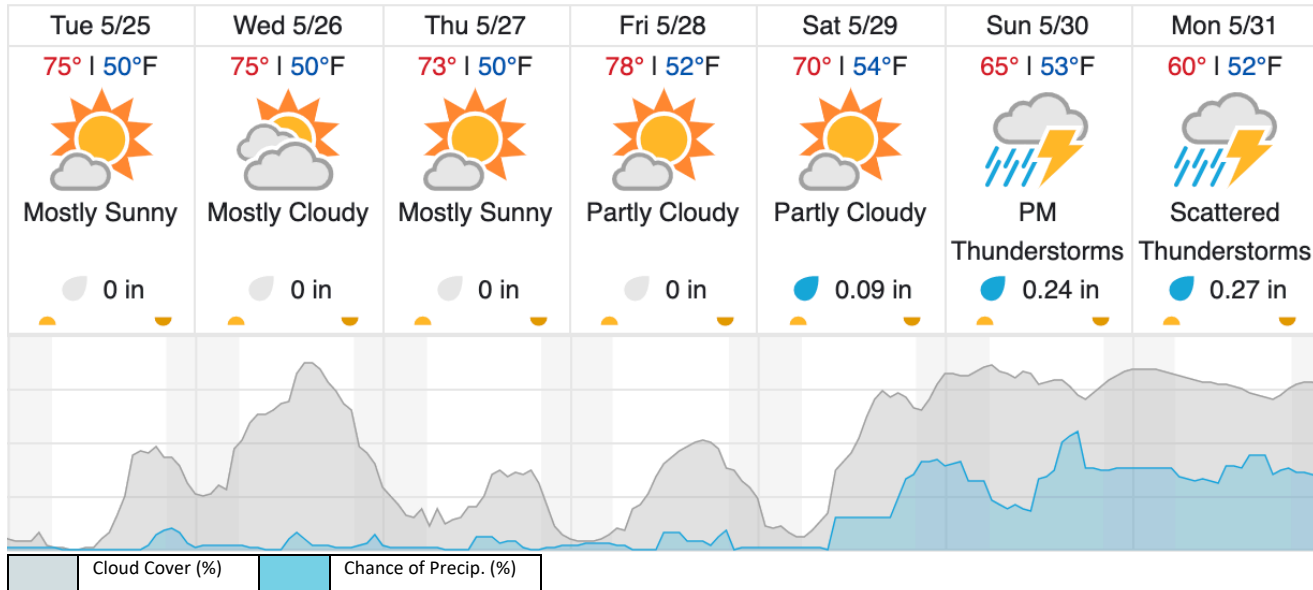 Tue 5/25 Wed 5/26 Thu 5/27 Fri 5/28 Sat 5/29 Sun 5/30 Mon 5/31
75° | 50°F 75° | 50°F 73° | 50°F 78° | 52°F 70° | 54°F 65° | 53°F 60° | 52°F
Mostly Sunny Mostly Cloudy Mostly Sunny Partly Cloudy Partly Cloudy PM Scattered
Thunderstorms Thunderstorms
0 in 0 in 0 in 0 in 0.09 in 0.24 in 0.27 in
Cloud Cover (%) Chance of Precip. (%)